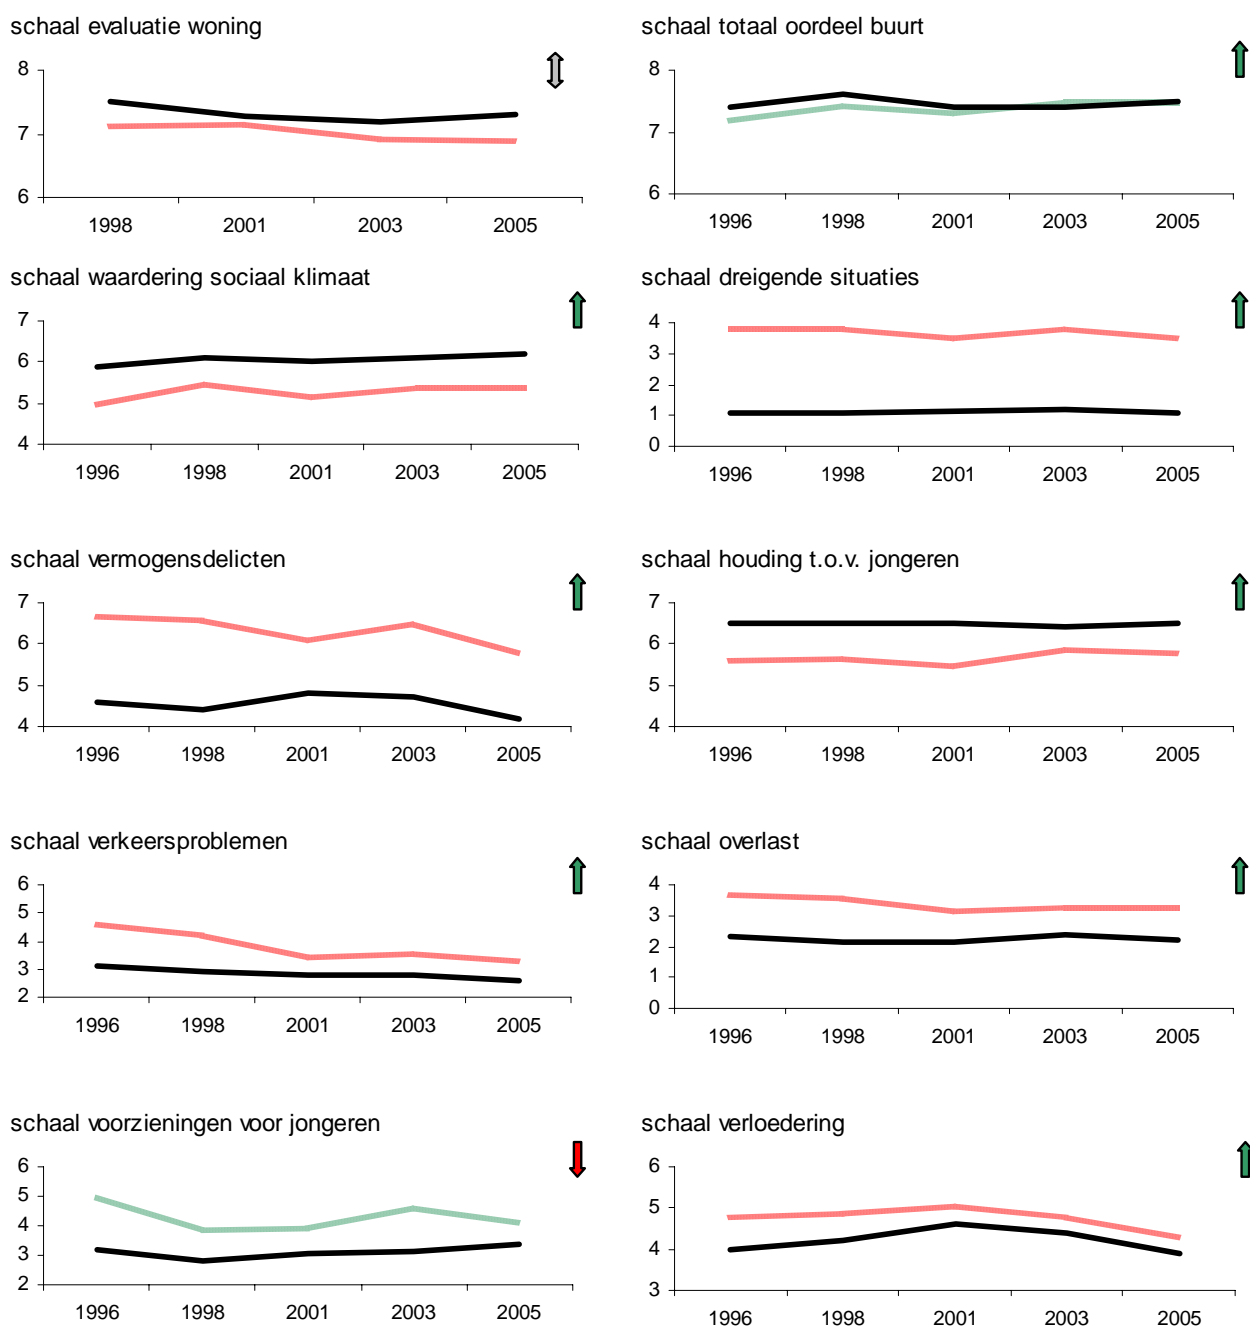 schaal evaluatie woning
8
7
6
1998 2001 2003 2005
schaal totaal oordeel buurt
8
7
6
1996 1998 2001 2003 2005
schaal waardering sociaal klimaat
7
6
5
4
1996 1998 2001 2003 2005
schaal dreigende situaties
4
3
2
1
0
1996 1998 2001 2003 2005
schaal vermogensdelicten
7
6
5
4
1996 1998 2001 2003 2005
schaal houding t.o.v. jongeren
7
6
5
4
1996 1998 2001 2003 2005
schaal verkeersproblemen
6
5
4
3
2
1996 1998 2001 2003 2005
schaal overlast
4
3
2
1
0
1996 1998 2001 2003 2005
schaal voorzieningen voor jongeren
6
5
4
3
2
1996 1998 2001 2003 2005
schaal verloedering
6
5
4
3
1996 1998 2001 2003 2005